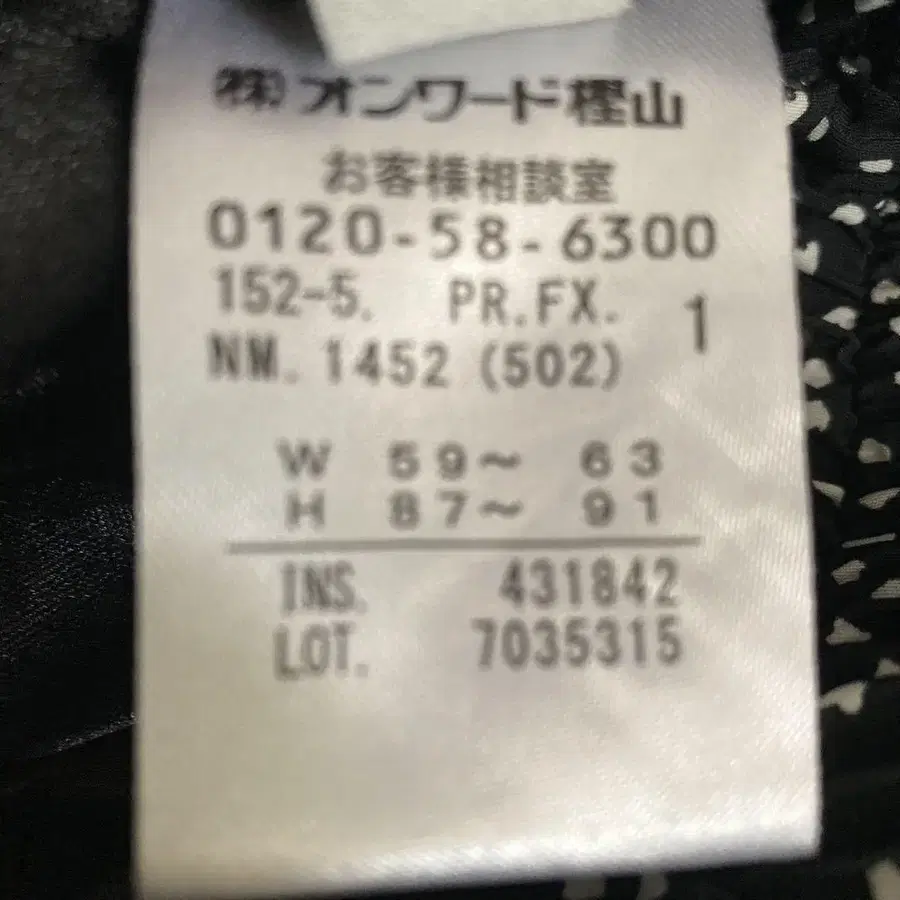 ㈱オンワード樫山
お客様相談室
0120-58-6300
152-5. PR.FX. 1
NM. 1452 (502)
W 59～ 63
H 87～ 91
INS. 431842
LOT. 7035315